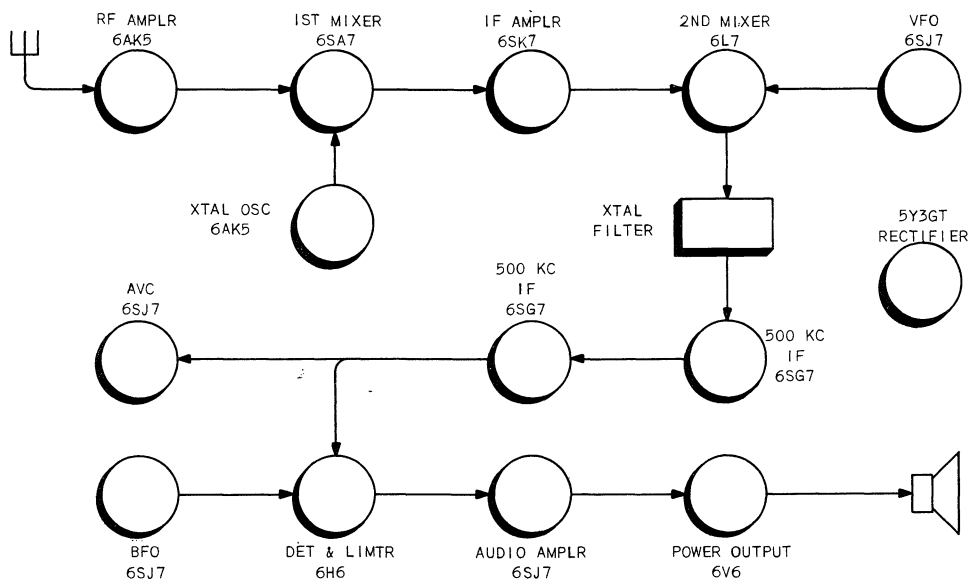 RF AMPLR
6AK5
1ST MIXER
6SA7
IF AMPLR
6SK7
2ND MIXER
6L7
VFO
6SJ7
XTAL OSC
6AK5
XTAL
FILTER
5Y3GT
RECTIFIER
AVC
6SJ7
500 KC
IF
6SG7
500 KC
IF
6SG7
BFO
6SJ7
DET & LIMTR
6H6
AUDIO AMPLR
6SJ7
POWER OUTPUT
6V6